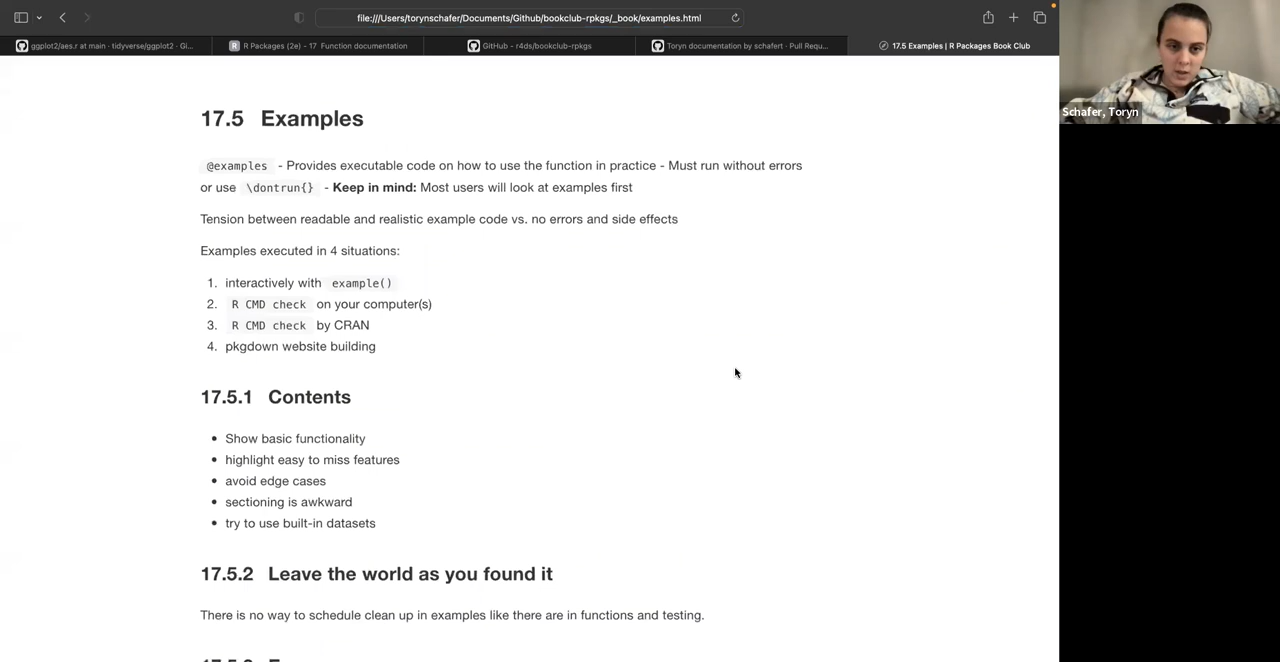 file:///Users/torynschafer/Documents/Github/bookclub-rpkgs/_book/examples.html
ggplot2/aes.r at main · tidyverse/ggplot2 · Gi...
R Packages (2e) - 17 Function documentation
GitHub - r4ds/bookclub-rpkgs
Toryn documentation by schafert · Pull Requ...
17.5 Examples | R Packages Book Club
Schafer, Toryn
17.5 Examples
@examples - Provides executable code on how to use the function in practice - Must run without errors
or use \dontrun{} - Keep in mind: Most users will look at examples first
Tension between readable and realistic example code vs. no errors and side effects
Examples executed in 4 situations:
1. interactively with example()
2. R CMD check on your computer(s)
3. R CMD check by CRAN
4. pkgdown website building
17.5.1 Contents
• Show basic functionality
• highlight easy to miss features
• avoid edge cases
• sectioning is awkward
• try to use built-in datasets
17.5.2 Leave the world as you found it
There is no way to schedule clean up in examples like there are in functions and testing.